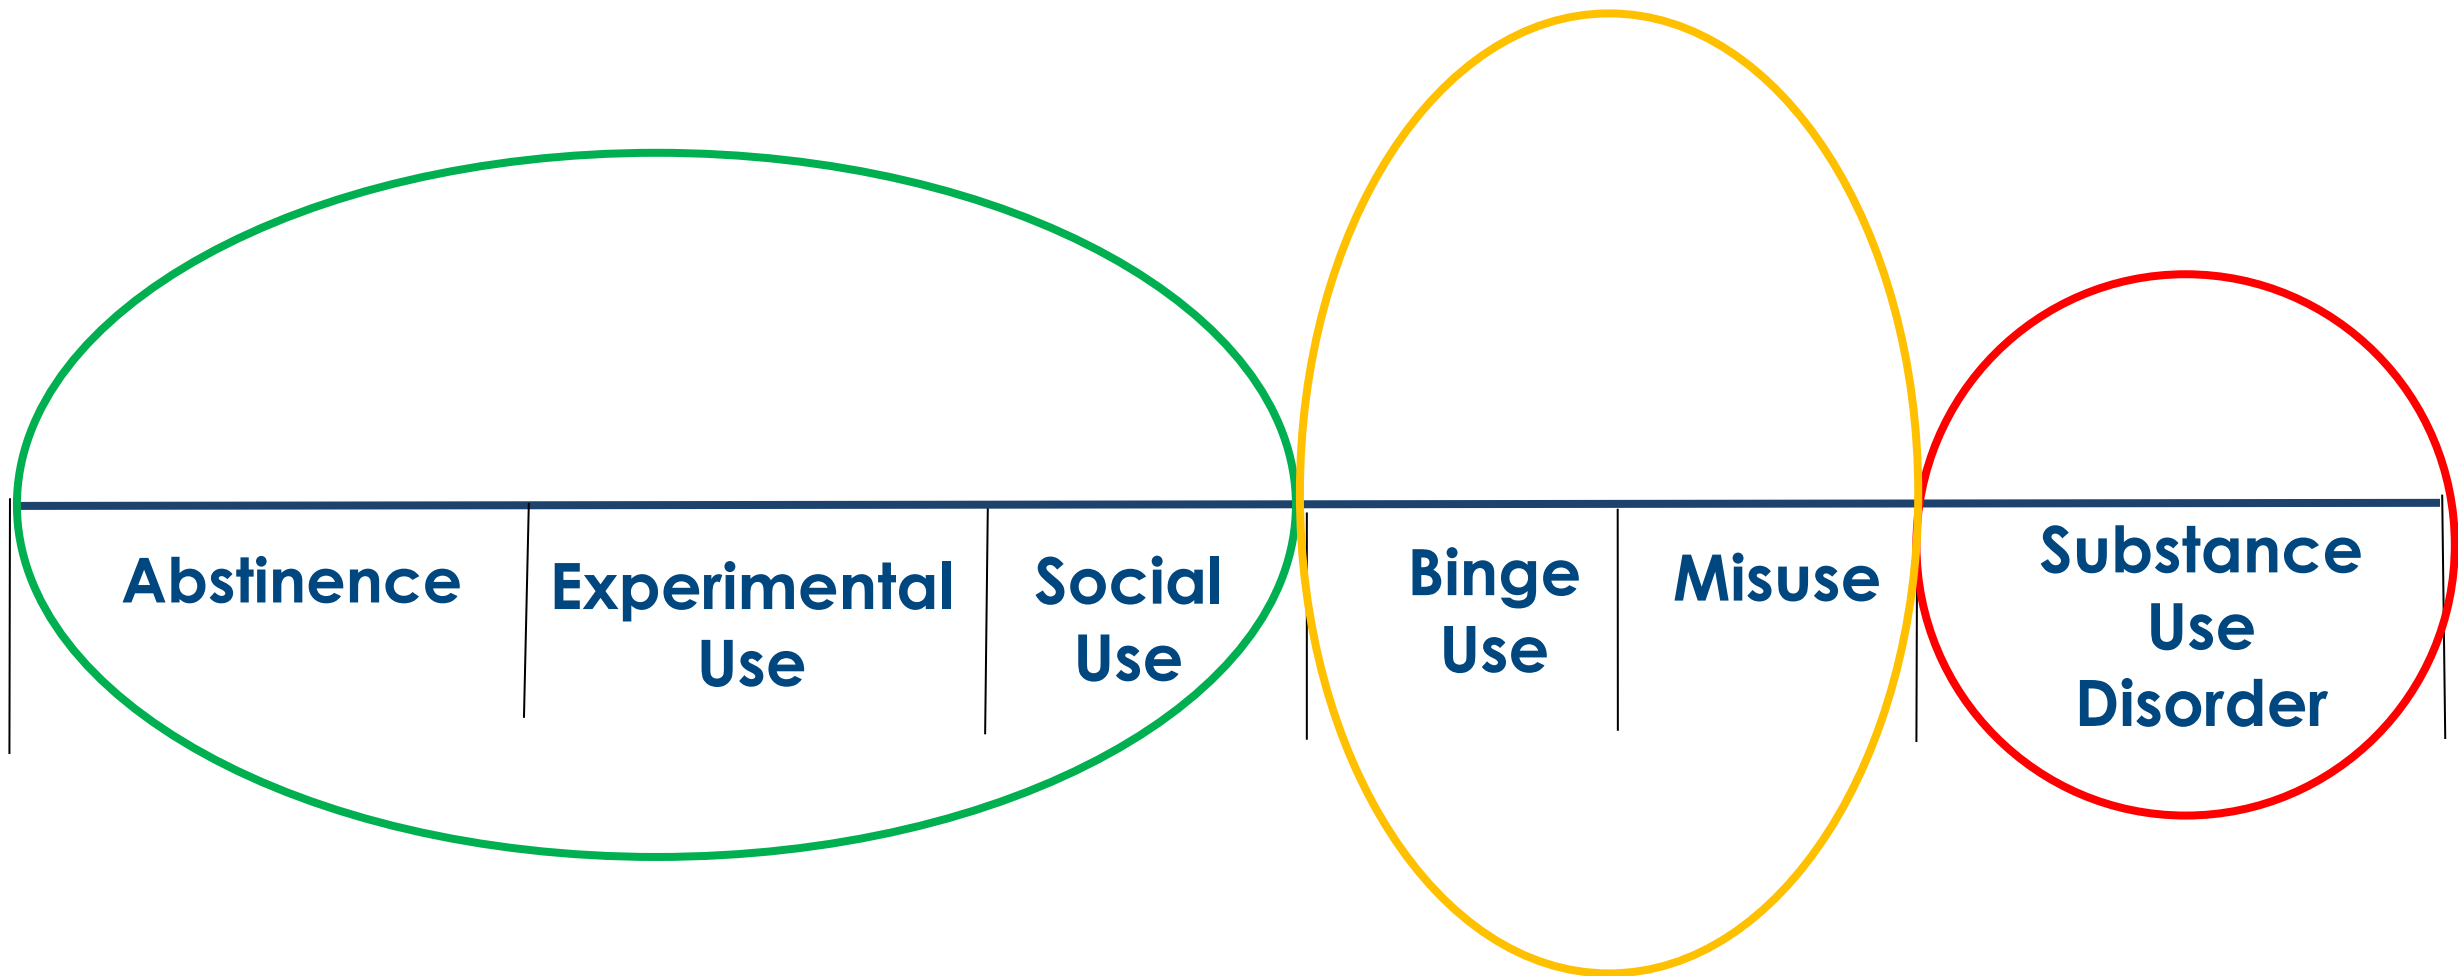 Abstinence
Experimental
Use
Social
Use
Binge
Use
Misuse
Substance
Use
Disorder